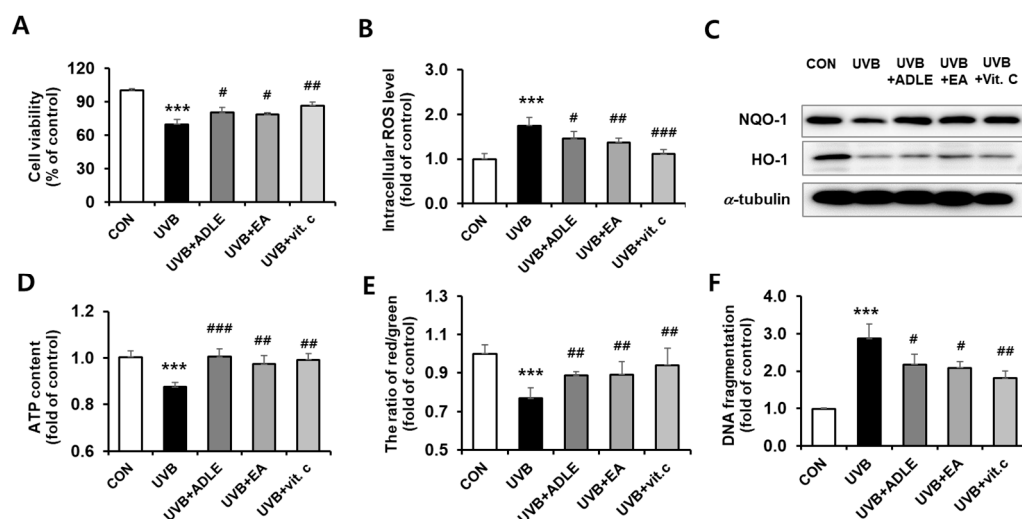 A
Cell viability
(% of control)
120
90
60
30
0
***
#
#
##
CON
UVB
UVB+ADLE
UVB+EA
UVB+vit. c
B
Intracellular ROS level
(fold of control)
3.0
2.0
1.0
0.0
***
#
##
###
CON
UVB
UVB+ADLE
UVB+EA
UVB+vit. c
C
CON UVB UVB UVB UVB
+ADLE +EA +Vit. C
NQO-1
HO-1
α-tubulin
D
ATP content
(fold of control)
1.2
1.0
0.8
0.6
***
###
##
##
CON
UVB
UVB+ADLE
UVB+EA
UVB+vit. c
E
The ratio of red/green
(fold of control)
1.3
1.1
0.9
0.7
0.5
***
##
##
##
CON
UVB
UVB+ADLE
UVB+EA
UVB+vit.c
F
DNA fragmentation
(fold of control)
4.0
3.0
2.0
1.0
0.0
***
#
#
##
CON
UVB
UVB+ADLE
UVB+EA
UVB+vit. c